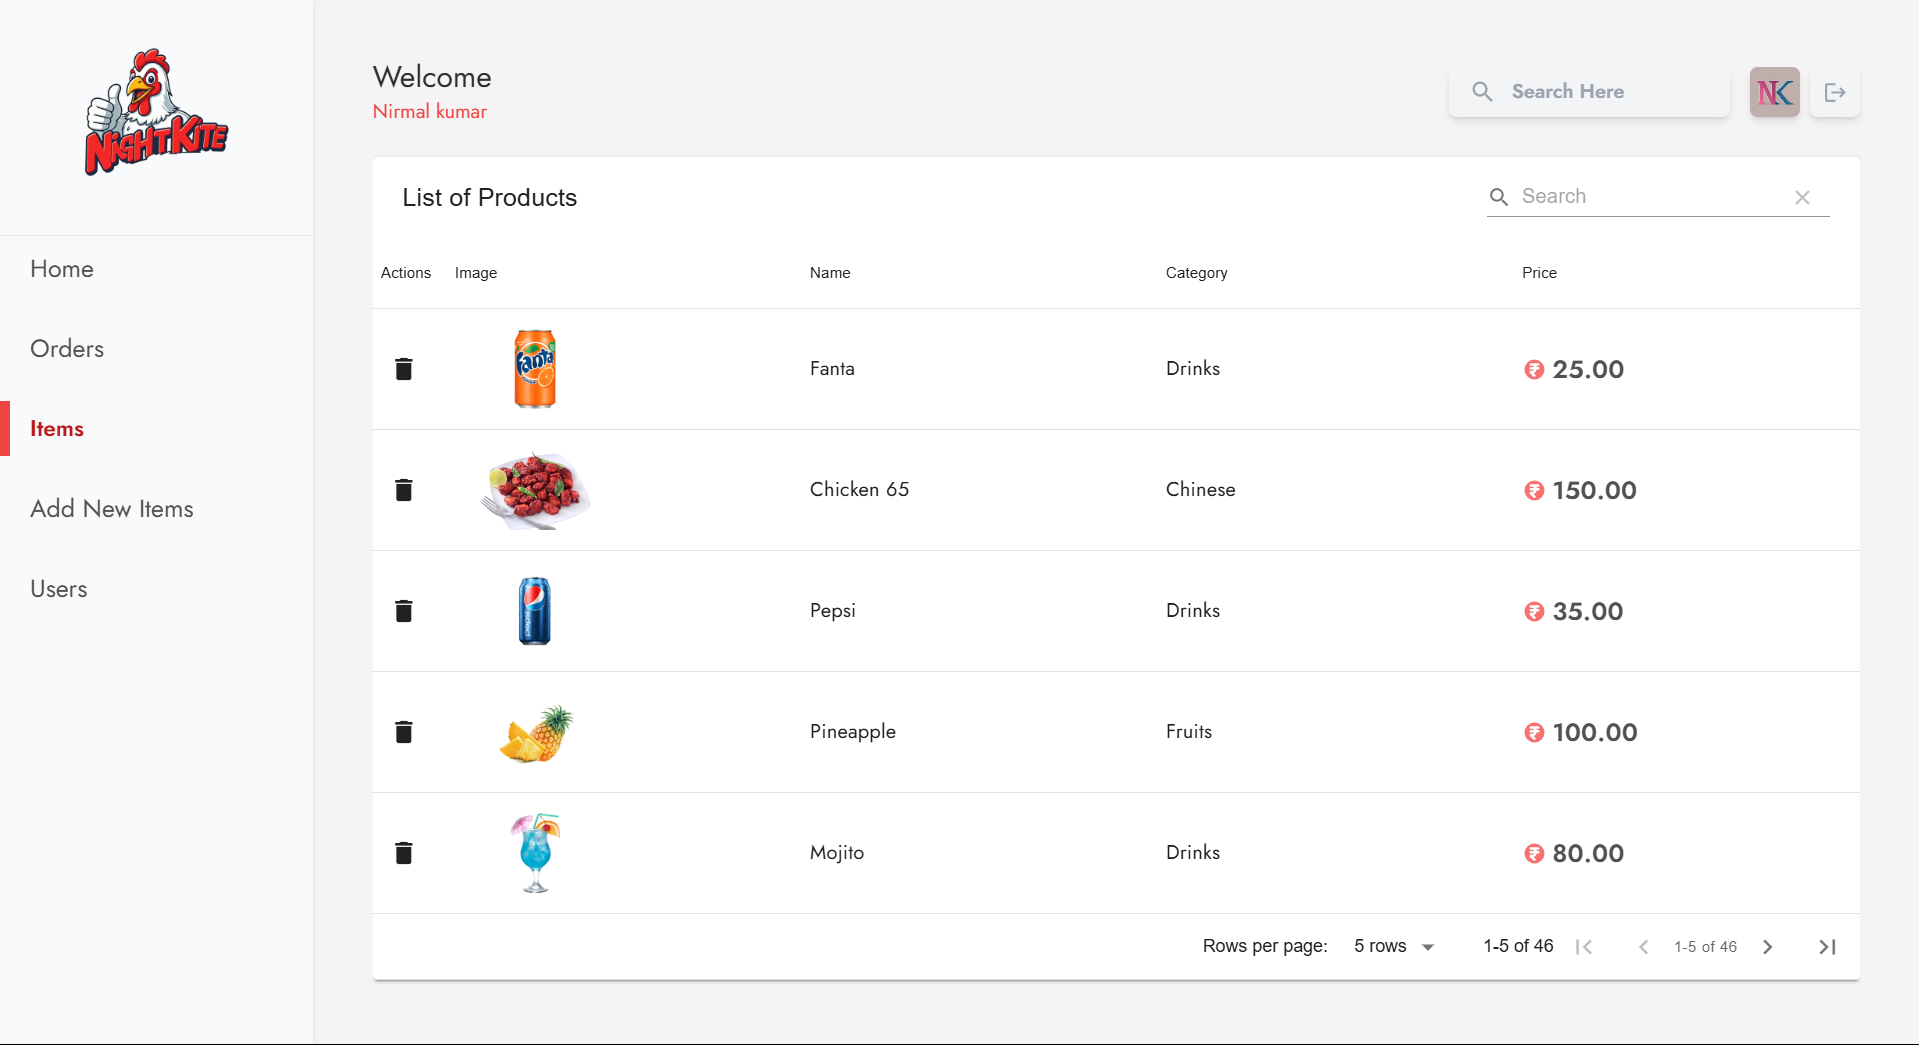 NIGHTKITE
Home
Orders
Items
Add New Items
Users
Welcome
Nirmal kumar
Search Here
NK
List of Products
Search
Actions Image Name Category Price
Fanta
Fanta Drinks ₹ 25.00
Chicken 65 Chinese ₹ 150.00
pepsi
Pepsi Drinks ₹ 35.00
Pineapple Fruits ₹ 100.00
Mojito Drinks ₹ 80.00
Rows per page: 5 rows 1-5 of 46 1-5 of 46